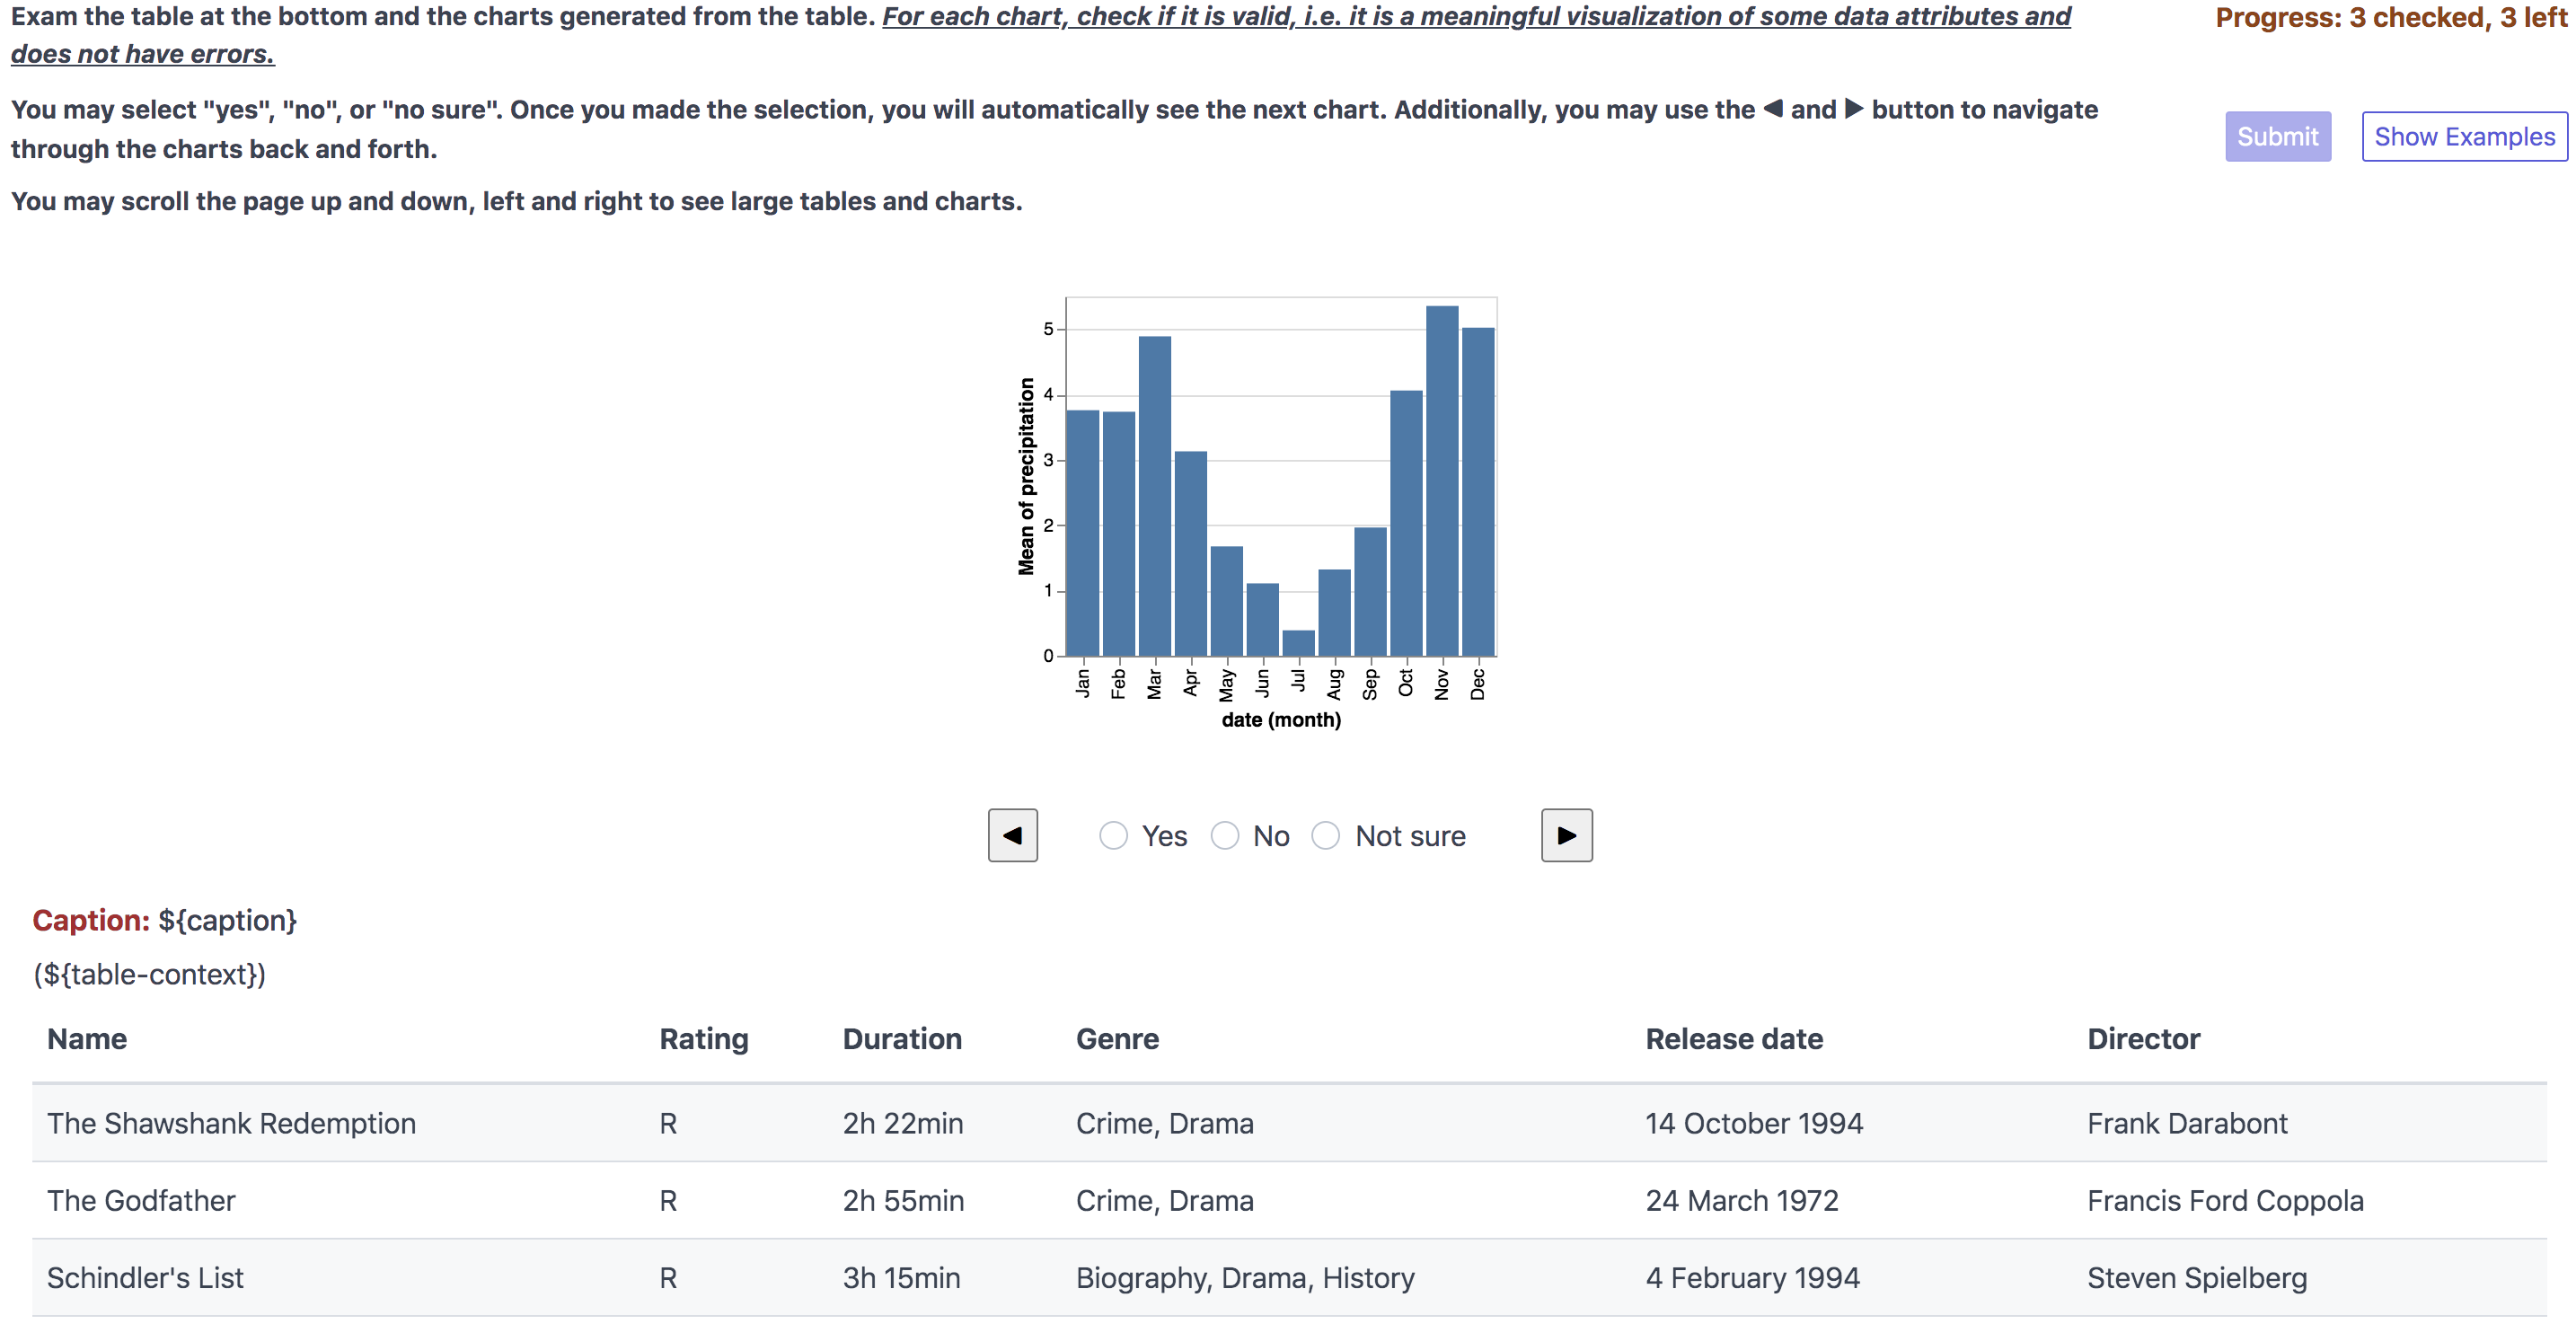 Exam the table at the bottom and the charts generated from the table. For each chart, check if it is valid, i.e. it is a meaningful visualization of some data attributes and
does not have errors.
Progress: 3 checked, 3 left
You may select "yes", "no", or "no sure". Once you made the selection, you will automatically see the next chart. Additionally, you may use the ◀ and ▶ button to navigate
through the charts back and forth.
Submit
Show Examples
You may scroll the page up and down, left and right to see large tables and charts.
Mean of precipitation
5
4
3
2
1
0
Jan Feb Mar Apr May Jun Jul Aug Sep Oct Nov Dec
date (month)
◀ Yes No Not sure ▶
Caption: ${caption}
(${table-context})
Name Rating Duration Genre Release date Director
The Shawshank Redemption R 2h 22min Crime, Drama 14 October 1994 Frank Darabont
The Godfather R 2h 55min Crime, Drama 24 March 1972 Francis Ford Coppola
Schindler's List R 3h 15min Biography, Drama, History 4 February 1994 Steven Spielberg